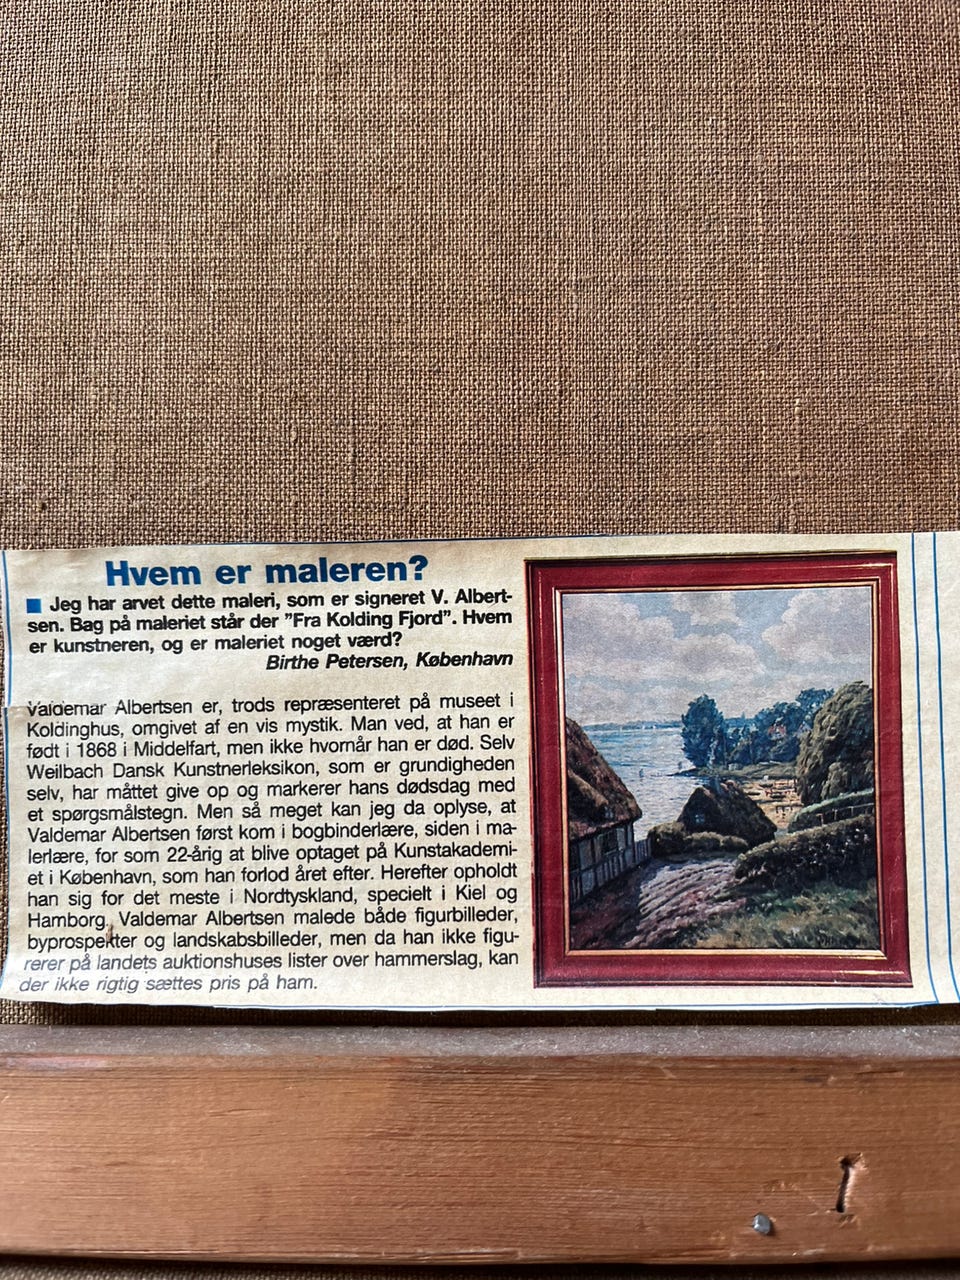 Hvem er maleren?
■ Jeg har arvet dette maleri, som er signeret V. Albert-
sen. Bag på maleriet står der "Fra Kolding Fjord". Hvem
er kunstneren, og er maleriet noget værd?
Birthe Petersen, København
Valdemar Albertsen er, trods repræsenteret på museet i
Koldinghus, omgivet af en vis mystik. Man ved, at han er
født i 1868 i Middelfart, men ikke hvornår han er død. Selv
Weilbach Dansk Kunstnerleksikon, som er grundigheden
selv, har måttet give op og markerer hans dødsdag med
et spørgsmålstegn. Men så meget kan jeg da oplyse, at
Valdemar Albertsen først kom i bogbinderlære, siden i ma-
lerlære, for som 22-årig at blive optaget på Kunstakademi-
et i København, som han forlod året efter. Herefter opholdt
han sig for det meste i Nordtyskland, specielt i Kiel og
Hamborg. Valdemar Albertsen malede både figurbilleder,
byprospekter og landskabsbilleder, men da han ikke figu-
rerer på landets auktionshuses lister over hammerslag, kan
der ikke rigtig sættes pris på ham.